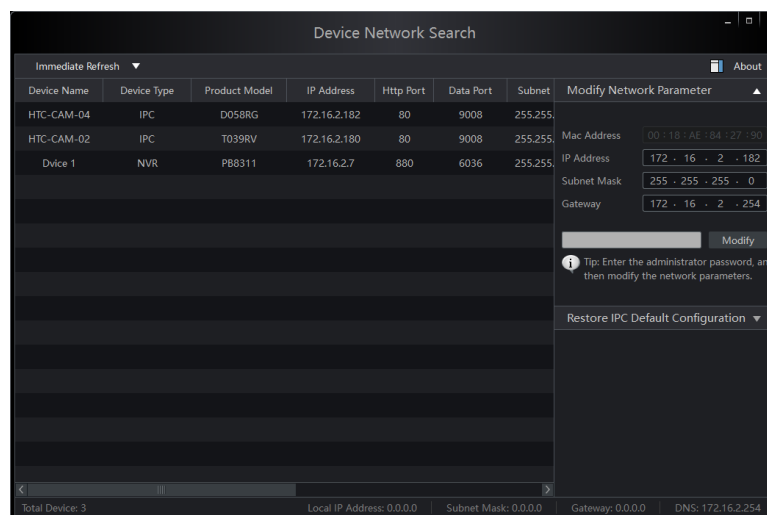 Device Network Search
Immediate Refresh ▼ About
Device Name Device Type Product Model IP Address Http Port Data Port Subnet
HTC-CAM-04 IPC D058RG 172.16.2.182 80 9008 255.255.
HTC-CAM-02 IPC T039RV 172.16.2.180 80 9008 255.255.
Dvice 1 NVR PB8311 172.16.2.7 880 6036 255.255.
Modify Network Parameter ▲
Mac Address 00 : 18 : AE : 84 : 27 : 90
IP Address 172 . 16 . 2 . 182
Subnet Mask 255 . 255 . 255 . 0
Gateway 172 . 16 . 2 . 254
Modify
Tip: Enter the administrator password, an
then modify the network parameters.
Restore IPC Default Configuration ▼
Total Device: 3 Local IP Address: 0.0.0.0 Subnet Mask: 0.0.0.0 Gateway: 0.0.0.0 DNS: 172.16.2.254